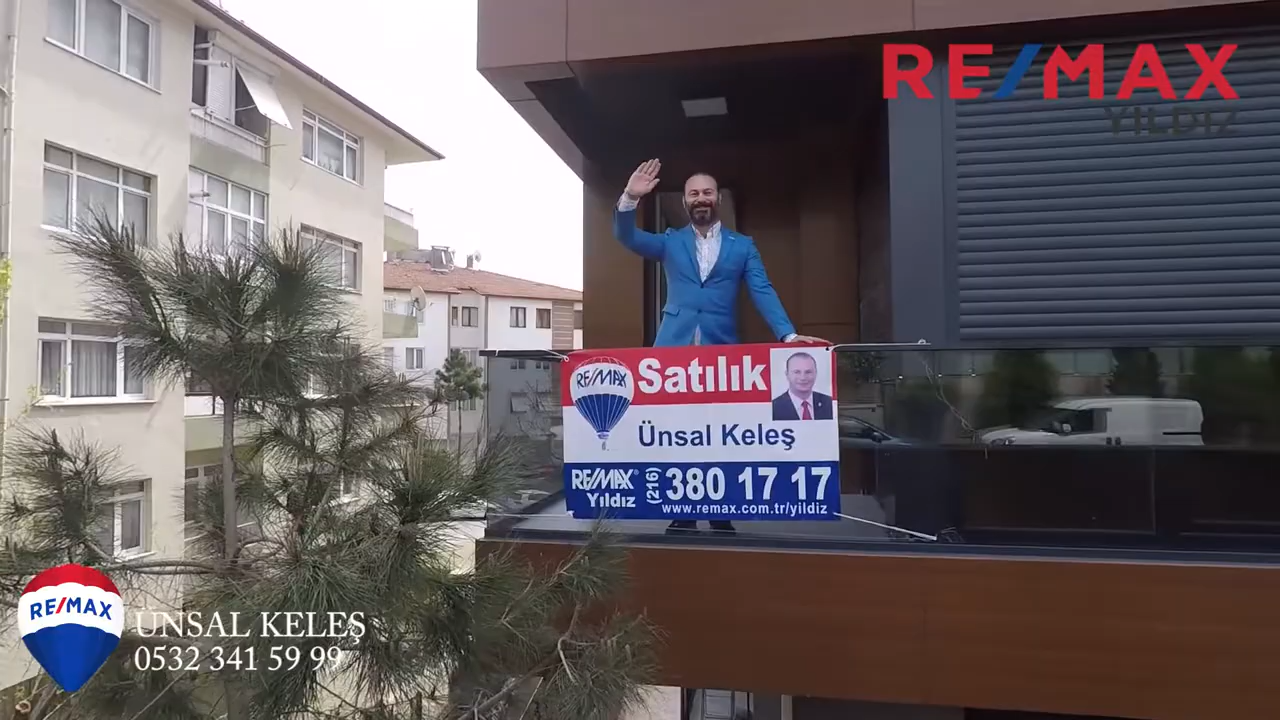 RE/MAX
YILDIZ
RE/MAX
Satılık
Ünsal Keleş
RE/MAX®
Yıldız
(216) 380 17 17
www.remax.com.tr/yildiz
RE/MAX
ÜNSAL KELEŞ
0532 341 59 99